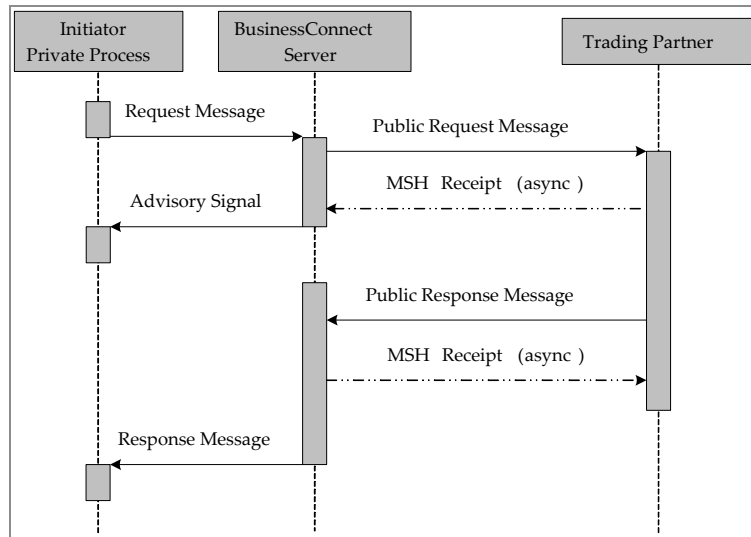 Initiator
Private Process
BusinessConnect
Server
Trading Partner
Request Message
Public Request Message
MSH Receipt (async )
Advisory Signal
Public Response Message
MSH Receipt (async )
Response Message